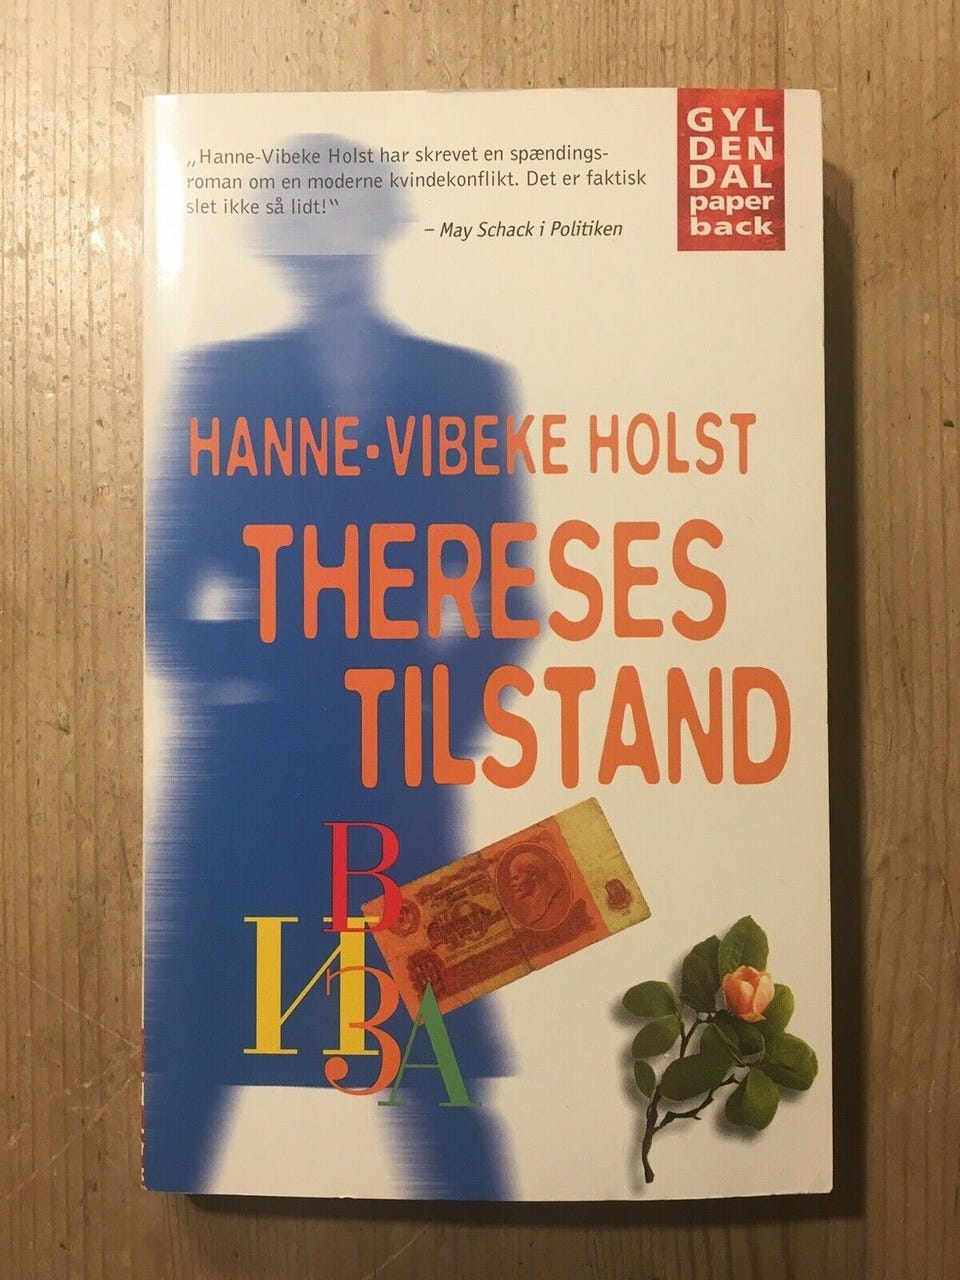 „Hanne-Vibeke Holst har skrevet en spændings-
roman om en moderne kvindekonflikt. Det er faktisk
slet ikke så lidt!“
– May Schack i Politiken
GYL
DEN
DAL
paper
back
HANNE-VIBEKE HOLST
THERESES
TILSTAND
В
И
З
А